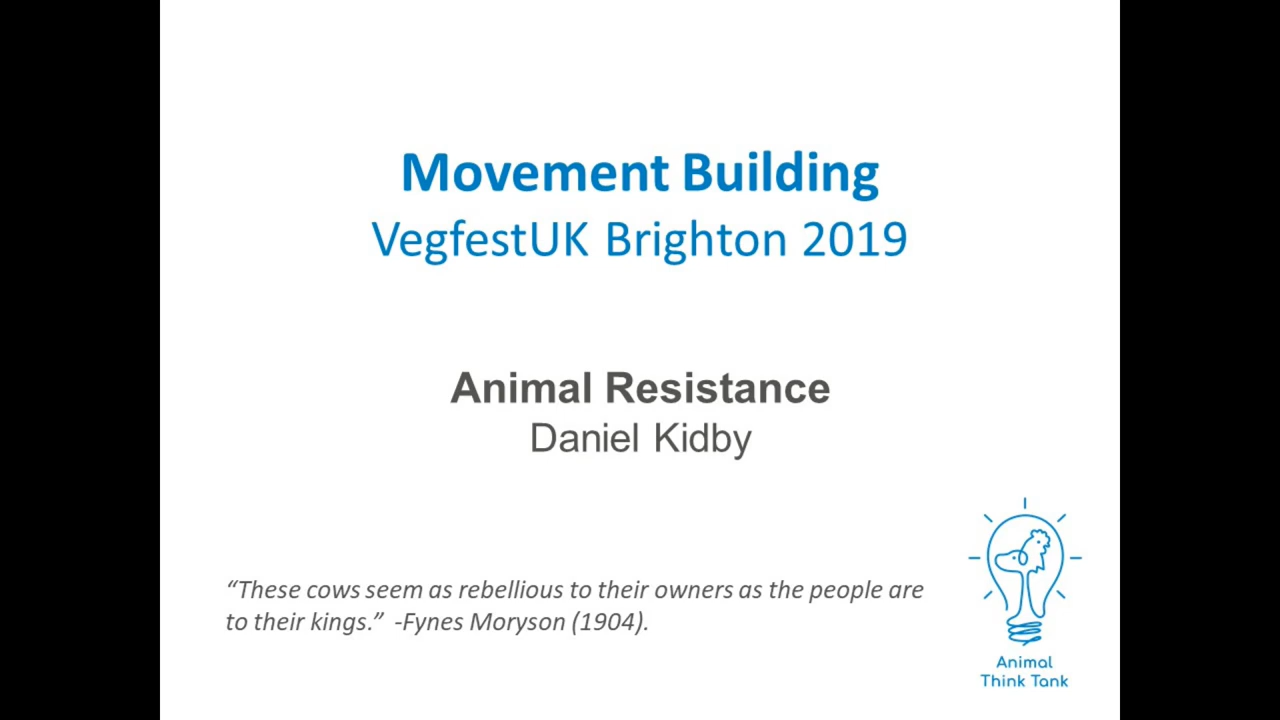 Movement Building
VegfestUK Brighton 2019
Animal Resistance
Daniel Kidby
“These cows seem as rebellious to their owners as the people are
to their kings.”  -Fynes Moryson (1904).
Animal
Think Tank